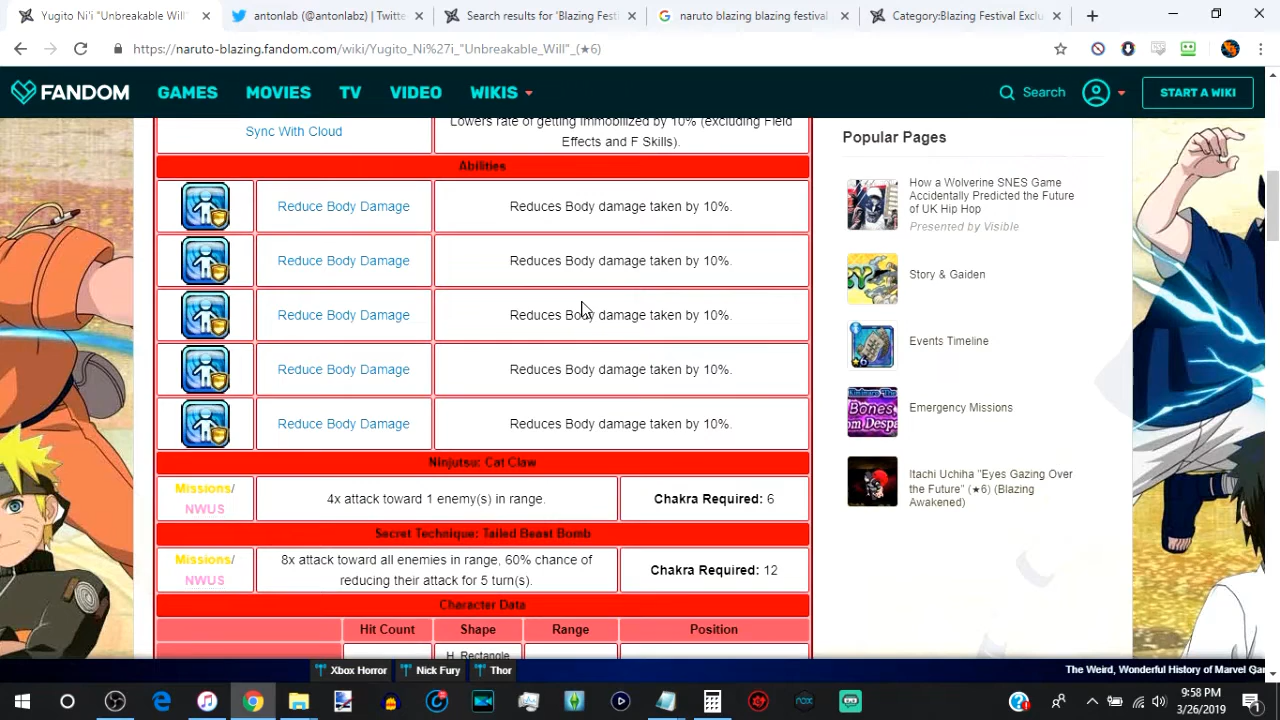 Yugito Ni'i "Unbreakable Will"
antonlab (@antonlabz) | Twitte
Search results for 'Blazing Festi
naruto blazing blazing festival
Category:Blazing Festival Exclu
https://naruto-blazing.fandom.com/wiki/Yugito_Ni%27i_"Unbreakable_Will"_(★6)
FANDOM
GAMES
MOVIES
TV
VIDEO
WIKIS
Search
START A WIKI
Sync With Cloud
Lowers rate of getting immobilized by 10% (excluding Field
Effects and F Skills).
Abilities
Reduce Body Damage
Reduces Body damage taken by 10%.
Reduce Body Damage
Reduces Body damage taken by 10%.
Reduce Body Damage
Reduces Body damage taken by 10%.
Reduce Body Damage
Reduces Body damage taken by 10%.
Reduce Body Damage
Reduces Body damage taken by 10%.
Ninjutsu: Cat Claw
Missions/
NWUS
4x attack toward 1 enemy(s) in range.
Chakra Required: 6
Secret Technique: Tailed Beast Bomb
Missions/
NWUS
8x attack toward all enemies in range, 60% chance of
reducing their attack for 5 turn(s).
Chakra Required: 12
Character Data
Hit Count
Shape
Range
Position
H. Rectangle
Popular Pages
How a Wolverine SNES Game
Accidentally Predicted the Future
of UK Hip Hop
Presented by Visible
Story & Gaiden
Events Timeline
Emergency Missions
Bones
om Despa
Itachi Uchiha "Eyes Gazing Over
the Future" (★6) (Blazing
Awakened)
Xbox Horror
Nick Fury
Thor
The Weird, Wonderful History of Marvel Ga
9:58 PM
3/26/2019